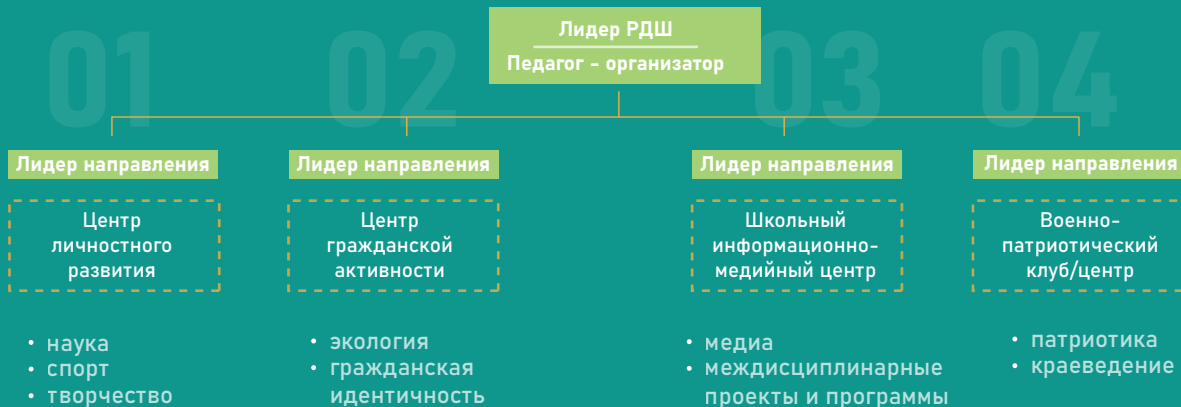 01
02
03
04
Лидер РДШ
Педагог - организатор
Лидер направления
Центр
личностного
развития
• наука
• спорт
• творчество
Лидер направления
Центр
гражданской
активности
• экология
• гражданская
идентичность
Лидер направления
Школьный
информационно-
медийный центр
• медиа
• междисциплинарные
проекты и программы
Лидер направления
Военно-
патриотический
клуб/центр
• патриотика
• краеведение